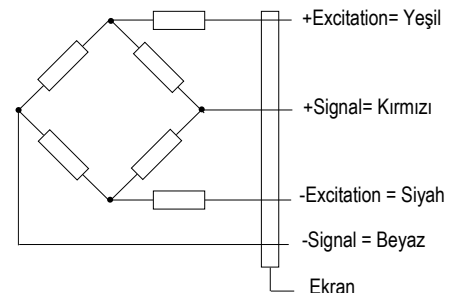 +Excitation= Yeşil
+Signal= Kırmızı
-Excitation = Siyah
-Signal = Beyaz
Ekran